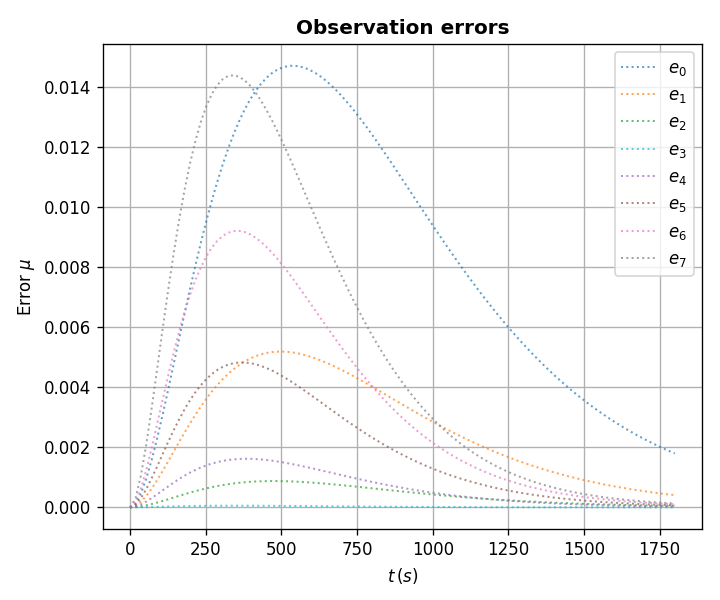 Observation errors
0.014
0.012
0.010
0.008
0.006
0.004
0.002
0.000
Error μ
0 250 500 750 1000 1250 1500 1750
t (s)
e₀
e₁
e₂
e₃
e₄
e₅
e₆
e₇